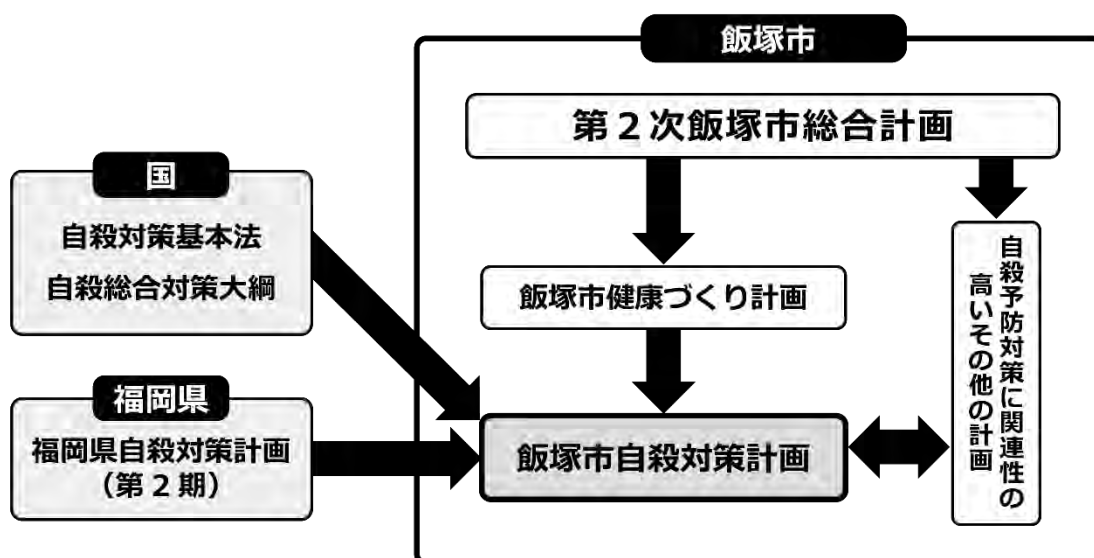 飯塚市
第２次飯塚市総合計画
国
自殺対策基本法
自殺総合対策大綱
飯塚市健康づくり計画
自殺予防対策に関連性の
高いその他の計画
福岡県
福岡県自殺対策計画
（第２期）
飯塚市自殺対策計画